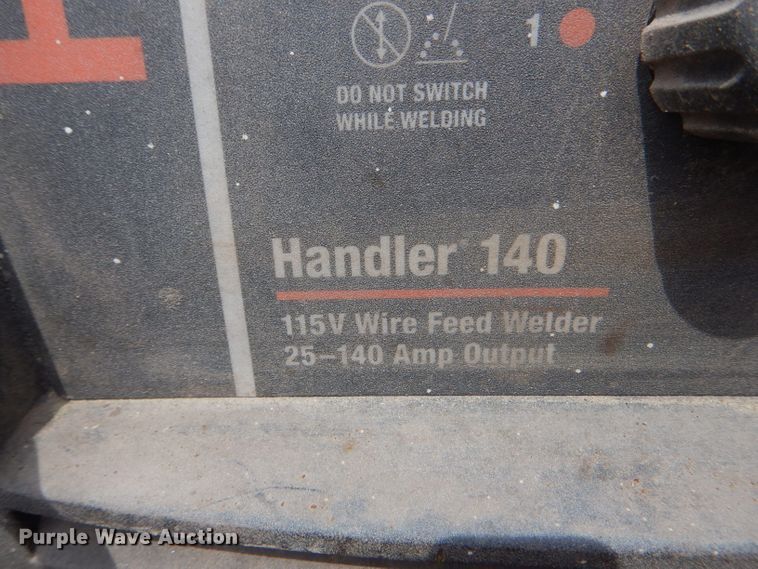 1
DO NOT SWITCH
WHILE WELDING
Handler® 140
115V Wire Feed Welder
25–140 Amp Output
Purple Wave Auction